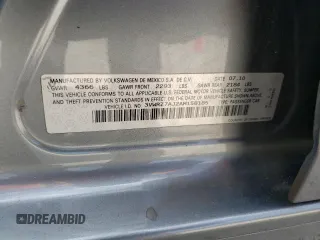 MANUFACTURED BY VOLKSWAGEN DE MEXICO S.A. DE C.V. DATE 07.10
GVWR 4366 LBS GAWR FRONT 2293 LBS GAWR REAR LBS
THIS VEHICLE CONFORMS TO ALL APPLICABLE U.S. FEDERAL MOTOR VEHICLE SAFETY, BUMPER,
AND THEFT PREVENTION STANDARDS IN EFFECT ON THE DATE OF MANUFACTURE SHOWN ABOVE.
TYPE PASSENGER CAR
DREAMBID